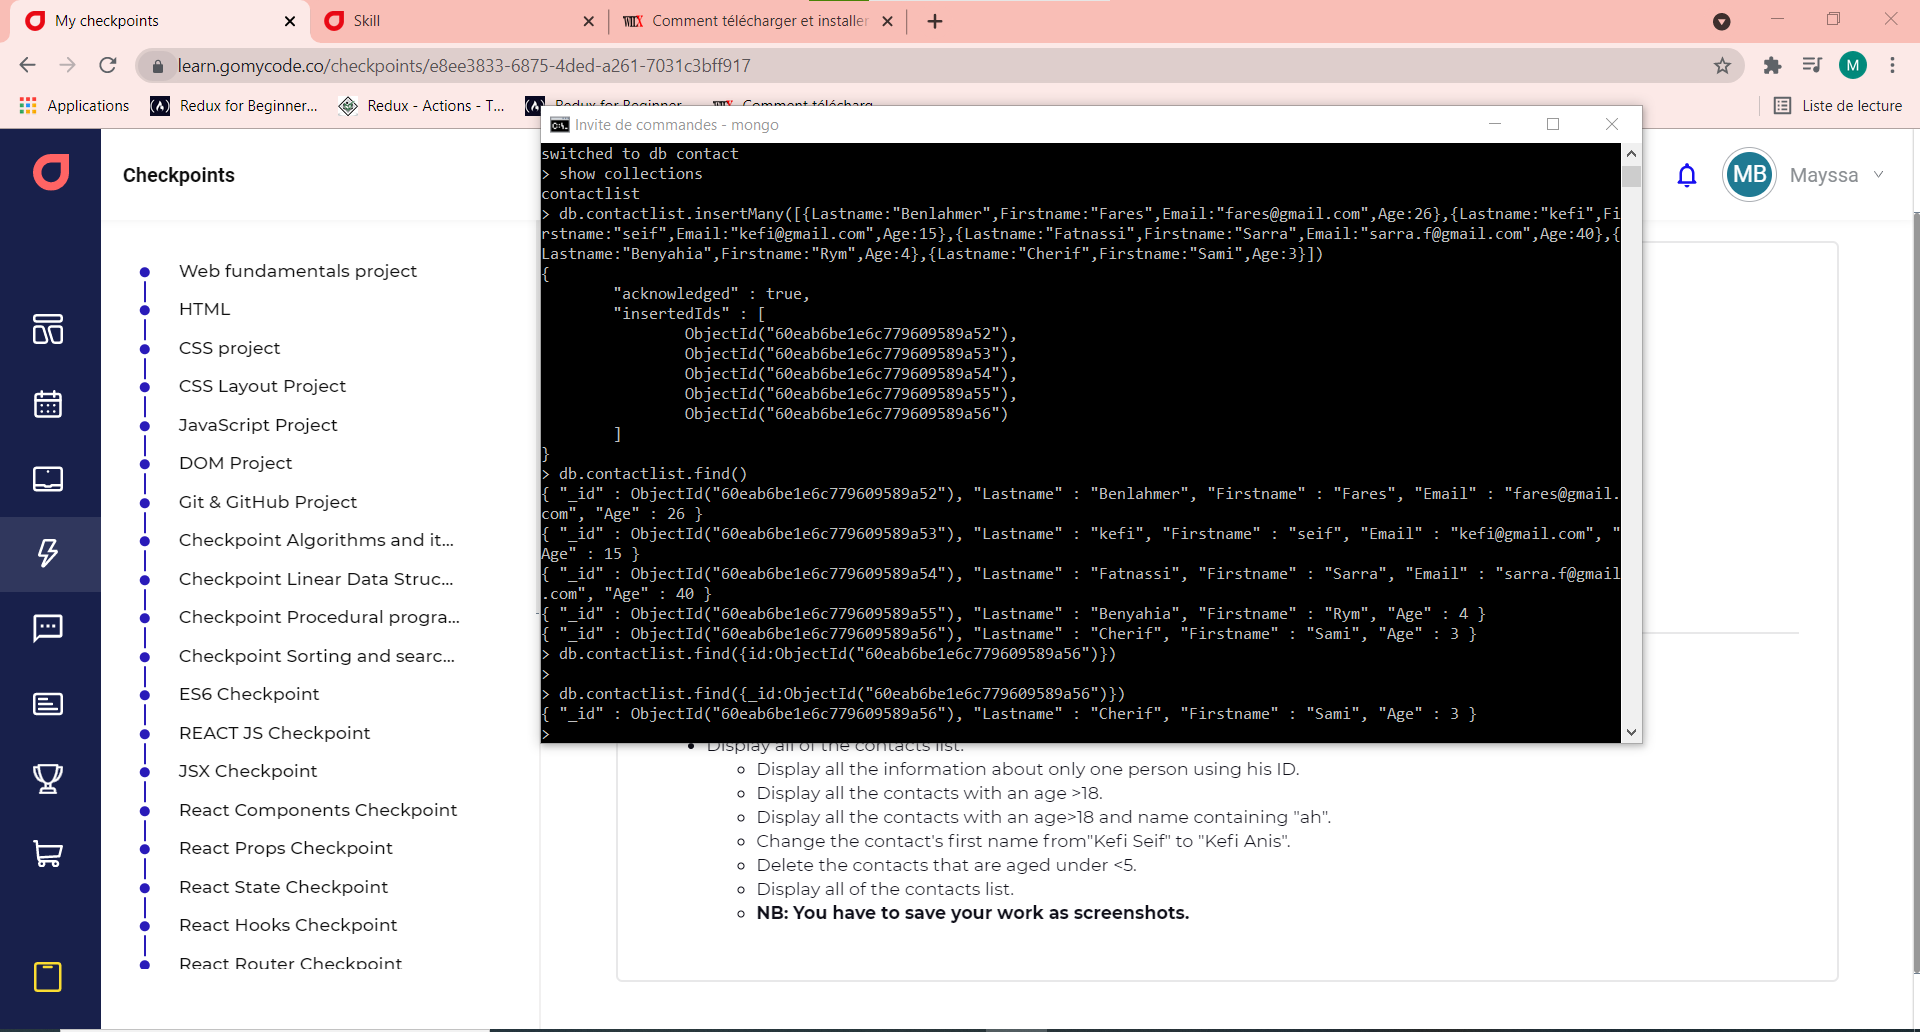 My checkpoints
Skill
Comment télécharger et installer
learn.gomycode.co/checkpoints/e8ee3833-6875-4ded-a261-7031c3bff917
M
Applications
Redux for Beginner...
Redux - Actions - T...
Redux for Beginner...
Comment télécharg...
Liste de lecture
Checkpoints
MB
Mayssa
Web fundamentals project
HTML
CSS project
CSS Layout Project
JavaScript Project
DOM Project
Git & GitHub Project
Checkpoint Algorithms and it...
Checkpoint Linear Data Struc...
Checkpoint Procedural progra...
Checkpoint Sorting and searc...
ES6 Checkpoint
REACT JS Checkpoint
JSX Checkpoint
React Components Checkpoint
React Props Checkpoint
React State Checkpoint
React Hooks Checkpoint
React Router Checkpoint
Invite de commandes - mongo
switched to db contact
> show collections
contactlist
> db.contactlist.insertMany([{Lastname:"Benlahmer",Firstname:"Fares",Email:"fares@gmail.com",Age:26},{Lastname:"kefi",Fi
rstname:"seif",Email:"kefi@gmail.com",Age:15},{Lastname:"Fatnassi",Firstname:"Sarra",Email:"sarra.f@gmail.com",Age:40},{
Lastname:"Benyahia",Firstname:"Rym",Age:4},{Lastname:"Cherif",Firstname:"Sami",Age:3}])
{
"acknowledged" : true,
"insertedIds" : [
ObjectId("60eab6be1e6c779609589a52"),
ObjectId("60eab6be1e6c779609589a53"),
ObjectId("60eab6be1e6c779609589a54"),
ObjectId("60eab6be1e6c779609589a55"),
ObjectId("60eab6be1e6c779609589a56")
]
}
> db.contactlist.find()
{ "_id" : ObjectId("60eab6be1e6c779609589a52"), "Lastname" : "Benlahmer", "Firstname" : "Fares", "Email" : "fares@gmail.
com", "Age" : 26 }
{ "_id" : ObjectId("60eab6be1e6c779609589a53"), "Lastname" : "kefi", "Firstname" : "seif", "Email" : "kefi@gmail.com", "
Age" : 15 }
{ "_id" : ObjectId("60eab6be1e6c779609589a54"), "Lastname" : "Fatnassi", "Firstname" : "Sarra", "Email" : "sarra.f@gmail
.com", "Age" : 40 }
{ "_id" : ObjectId("60eab6be1e6c779609589a55"), "Lastname" : "Benyahia", "Firstname" : "Rym", "Age" : 4 }
{ "_id" : ObjectId("60eab6be1e6c779609589a56"), "Lastname" : "Cherif", "Firstname" : "Sami", "Age" : 3 }
> db.contactlist.find({id:ObjectId("60eab6be1e6c779609589a56")})
>
> db.contactlist.find({_id:ObjectId("60eab6be1e6c779609589a56")})
{ "_id" : ObjectId("60eab6be1e6c779609589a56"), "Lastname" : "Cherif", "Firstname" : "Sami", "Age" : 3 }
>
Display all of the contacts list.
Display all the information about only one person using his ID.
Display all the contacts with an age >18.
Display all the contacts with an age>18 and name containing "ah".
Change the contact's first name from"Kefi Seif" to "Kefi Anis".
Delete the contacts that are aged under <5.
Display all of the contacts list.
NB: You have to save your work as screenshots.